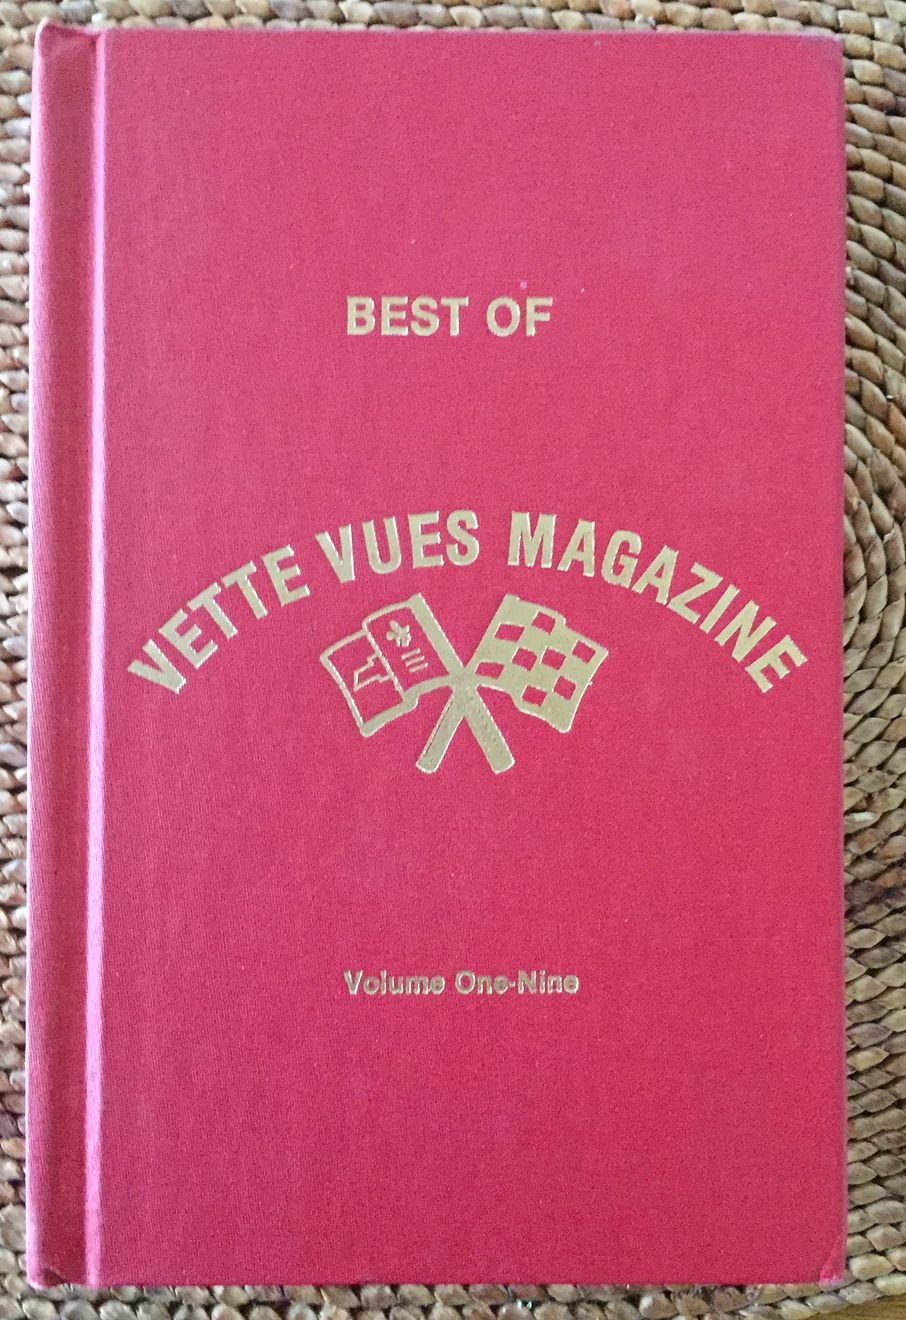 BEST OF
VETTE VUES MAGAZINE
Volume One-Nine